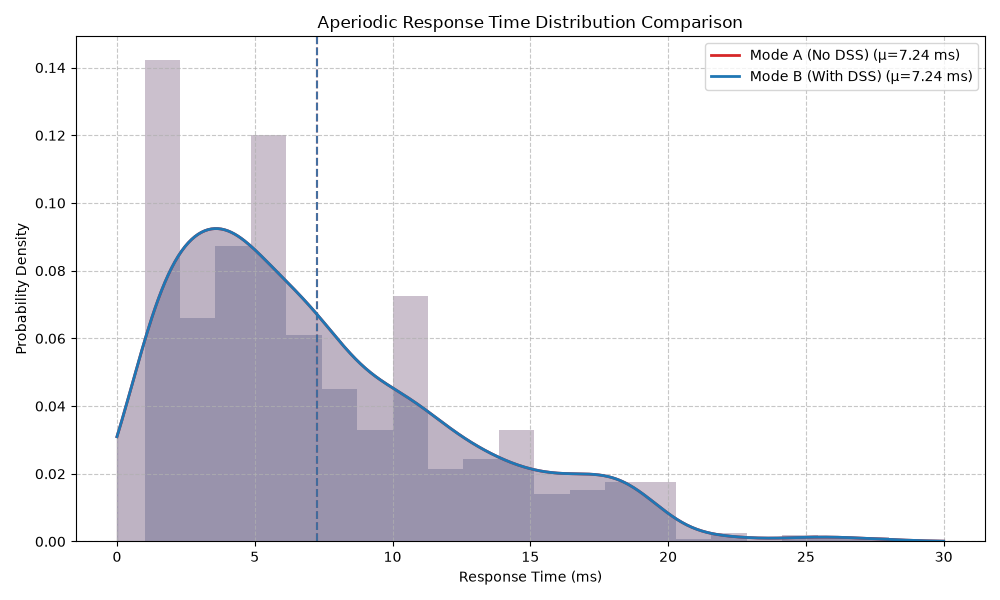 Aperiodic Response Time Distribution Comparison
Mode A (No DSS) (μ=7.24 ms)
Mode B (With DSS) (μ=7.24 ms)
Probability Density
0.14
0.12
0.10
0.08
0.06
0.04
0.02
0.00
0 5 10 15 20 25 30
Response Time (ms)